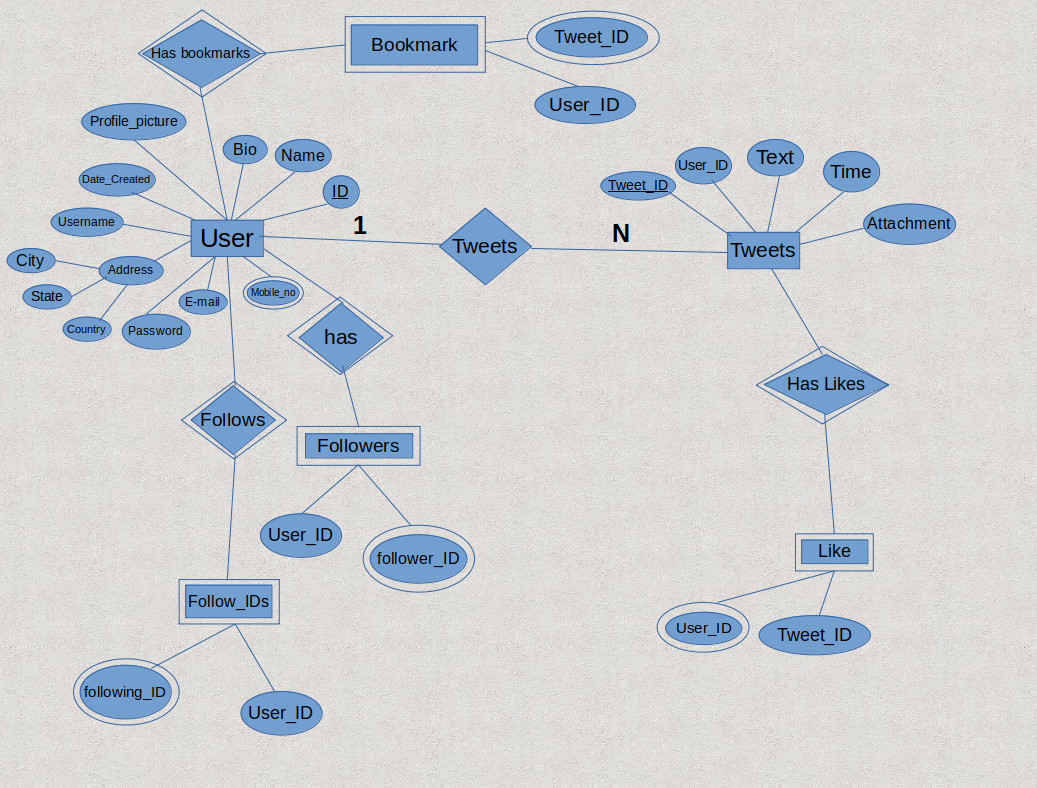 Has bookmarks
Bookmark
Tweet_ID
User_ID
Profile_picture
Bio
Name
Date_Created
ID
Username
User
1
City
Address
State
Country
Password
E-mail
Mobile_no
Tweets
N
Tweet_ID
User_ID
Text
Time
Attachment
Tweets
has
Follows
Followers
User_ID
follower_ID
Follow_IDs
following_ID
User_ID
Has Likes
Like
User_ID
Tweet_ID